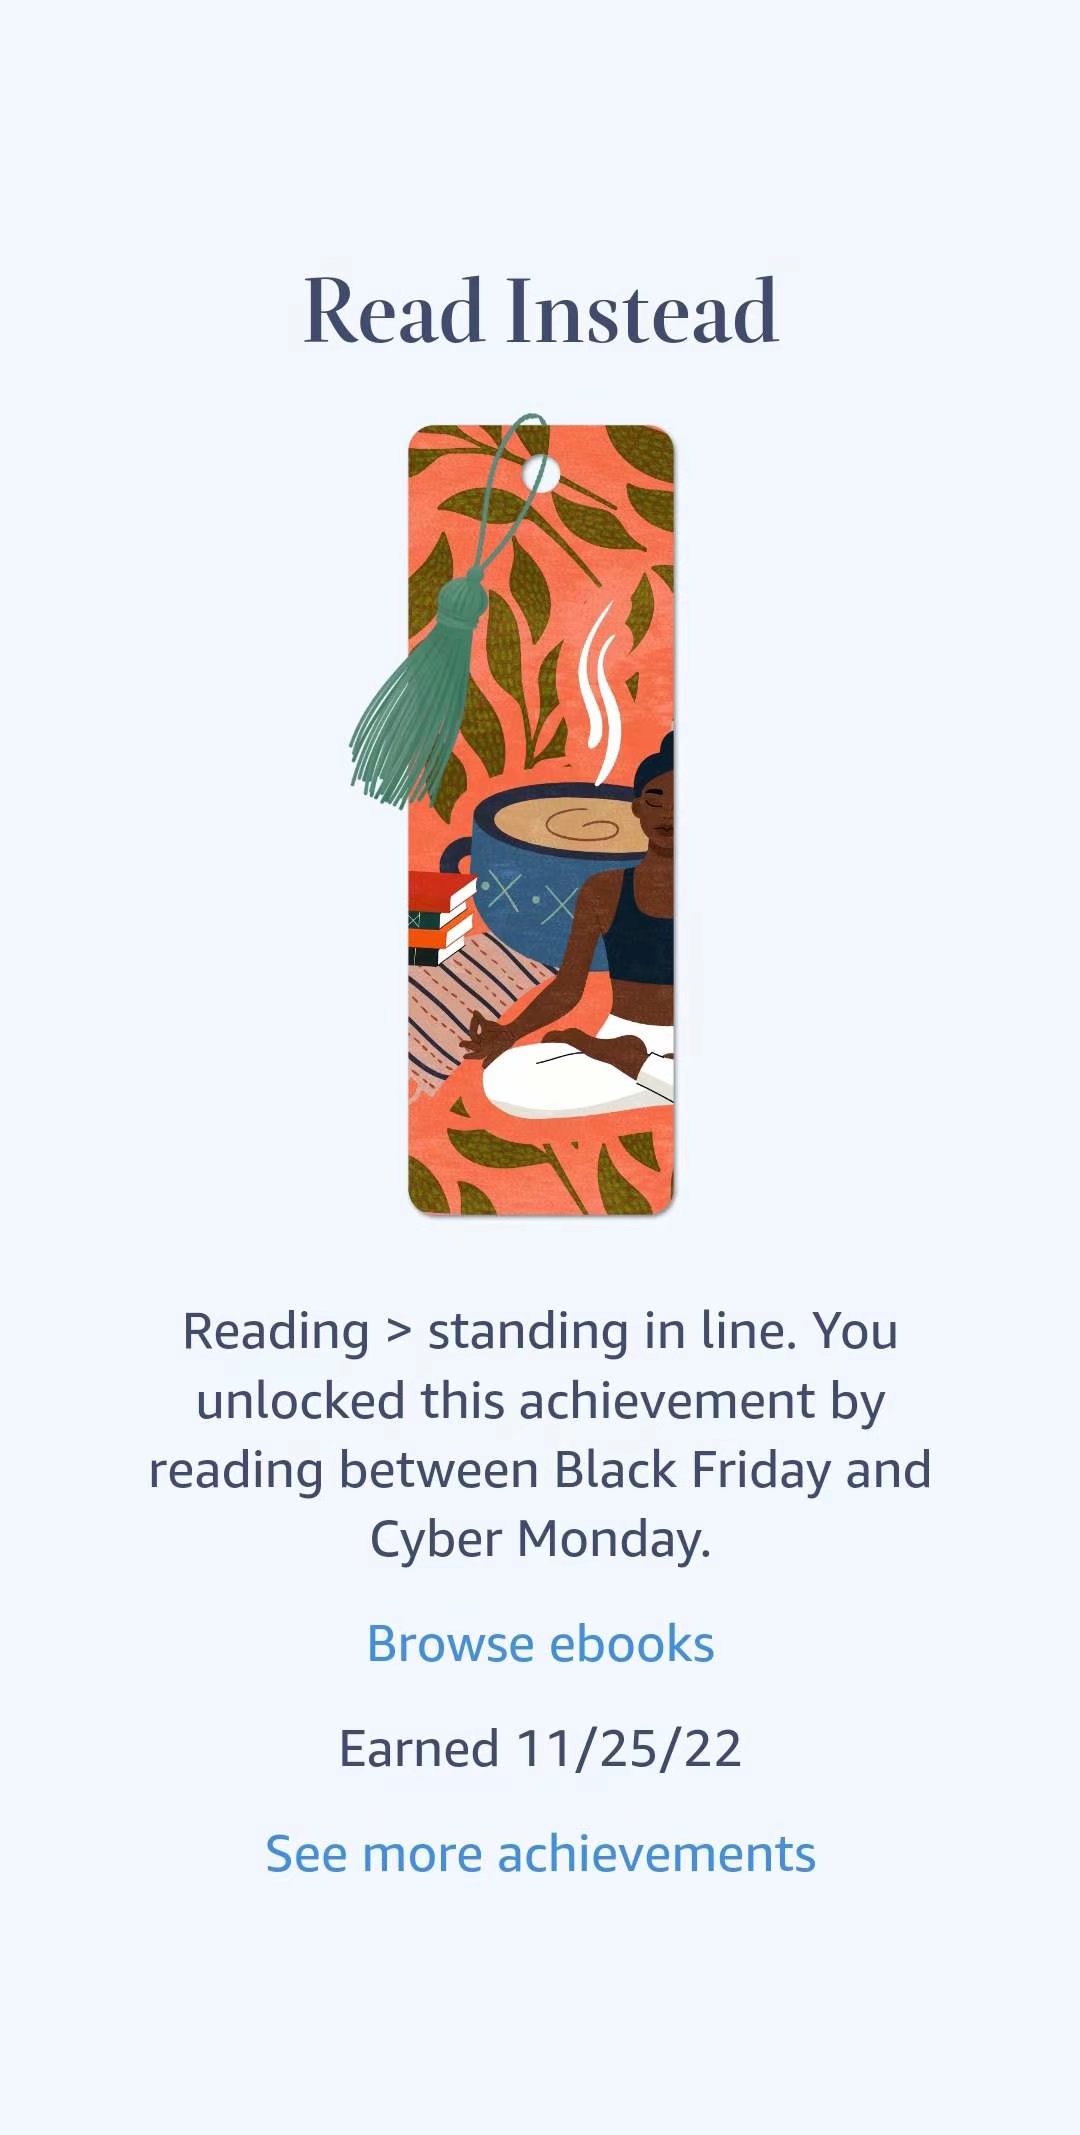 Read Instead
Reading > standing in line. You
unlocked this achievement by
reading between Black Friday and
Cyber Monday.
Browse ebooks
Earned 11/25/22
See more achievements